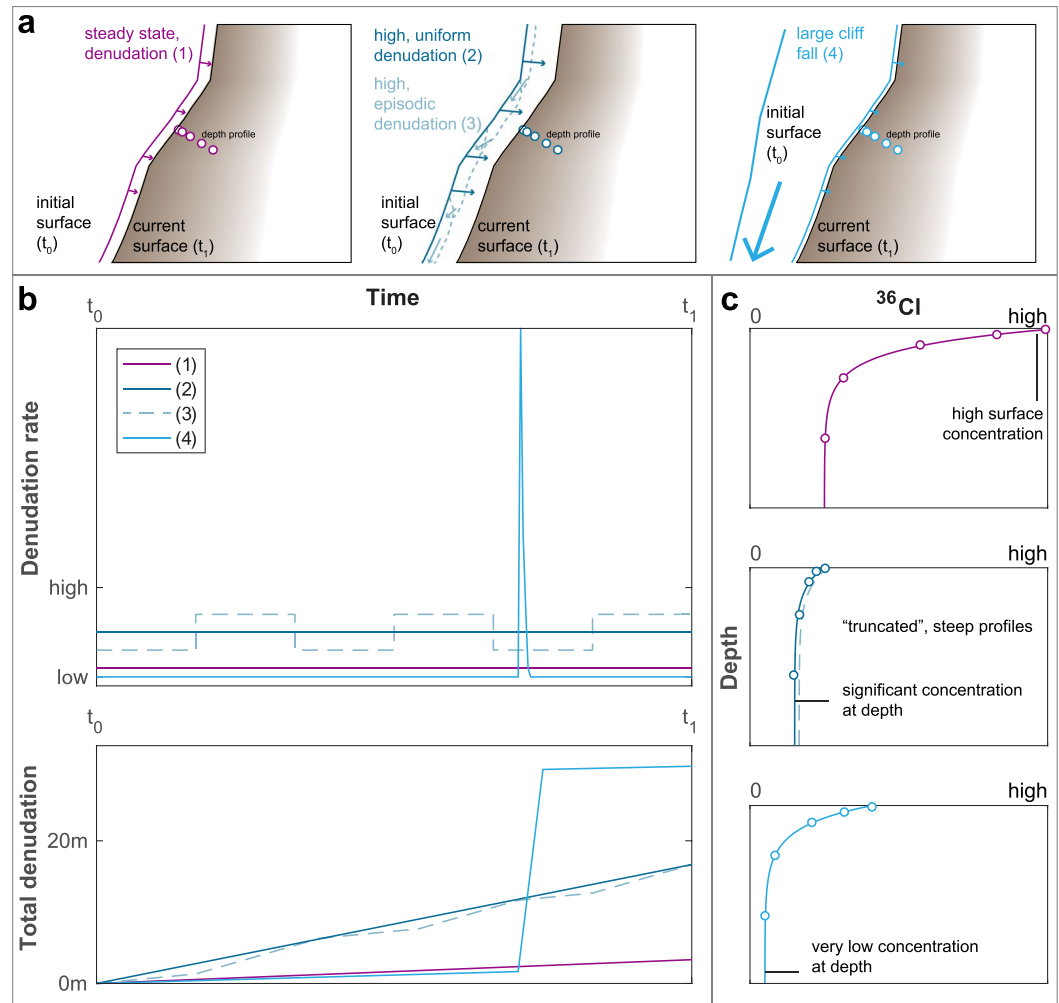 a
steady state,
denudation (1)
depth profile
initial
surface
(t0)
current
surface (t1)
high, uniform
denudation (2)
high,
episodic
denudation (3)
depth profile
initial
surface
(t0)
current
surface (t1)
large cliff
fall (4)
initial
surface
(t0)
depth profile
current
surface (t1)
b
Time
t0
t1
(1)
(2)
(3)
(4)
Denudation rate
high
low
t0
t1
Total denudation
20m
0m
c
36Cl
0
high
high surface
concentration
Depth
0
high
“truncated”, steep profiles
significant concentration
at depth
0
high
very low concentration
at depth